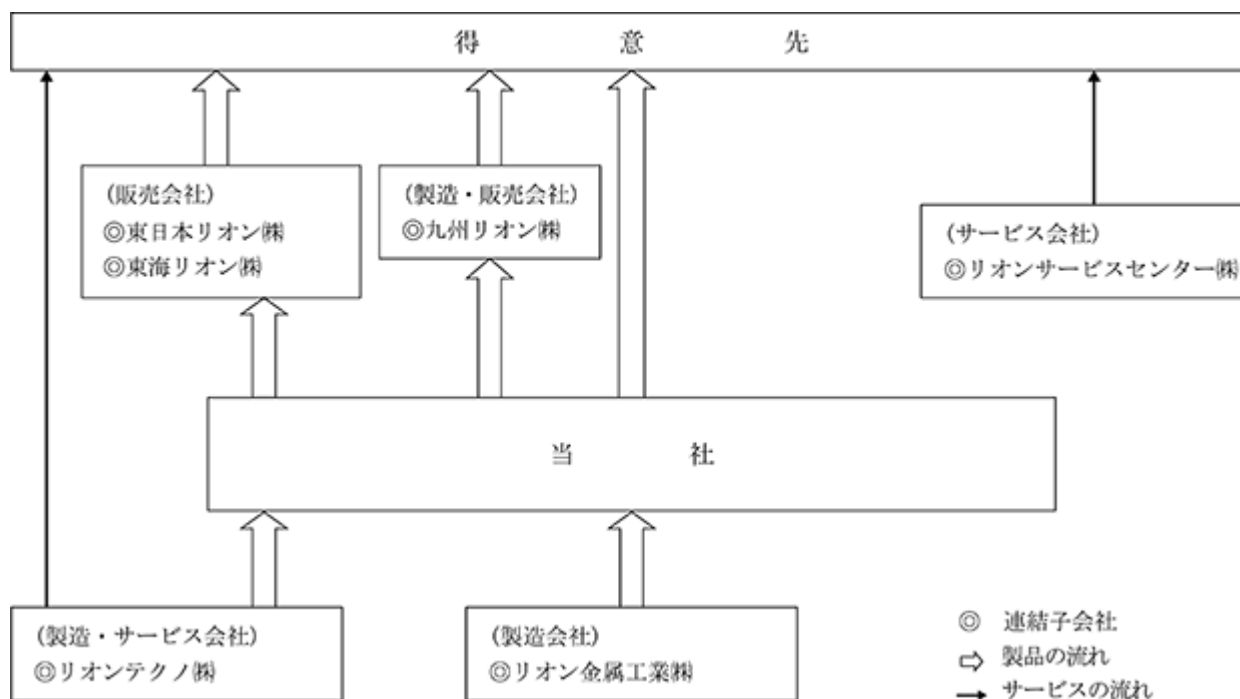 得意先
(販売会社)
◎東日本リオン㈱
◎東海リオン㈱
(製造・販売会社)
◎九州リオン㈱
(サービス会社)
◎リオンサービスセンター㈱
当社
(製造・サービス会社)
◎リオンテクノ㈱
(製造会社)
◎リオン金属工業㈱
◎ 連結子会社
⇨ 製品の流れ
→ サービスの流れ